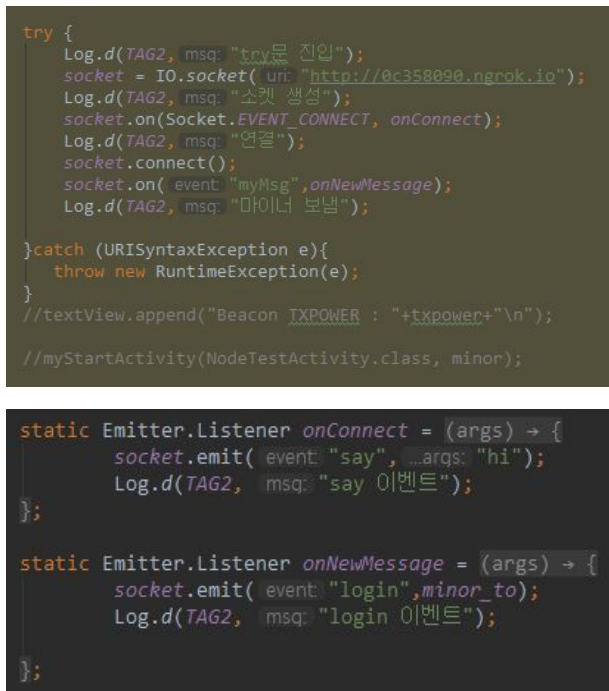 try {
Log.d(TAG2, msg: "try문 진입");
socket = IO.socket( uri: "http://0c358090.ngrok.io");
Log.d(TAG2, msg: "소켓 생성");
socket.on(Socket.EVENT_CONNECT, onConnect);
Log.d(TAG2, msg: "연결");
socket.connect();
socket.on( event: "myMsg",onNewMessage);
Log.d(TAG2, msg: "마이너 보냄");
}catch (URISyntaxException e){
throw new RuntimeException(e);
}
//textView.append("Beacon TXPOWER : "+txpower+"\n");
//myStartActivity(NodeTestActivity.class, minor);
static Emitter.Listener onConnect = (args) → {
socket.emit( event: "say", ...args: "hi");
Log.d(TAG2, msg: "say 이벤트");
};
static Emitter.Listener onNewMessage = (args) → {
socket.emit( event: "login",minor_to);
Log.d(TAG2, msg: "login 이벤트");
};